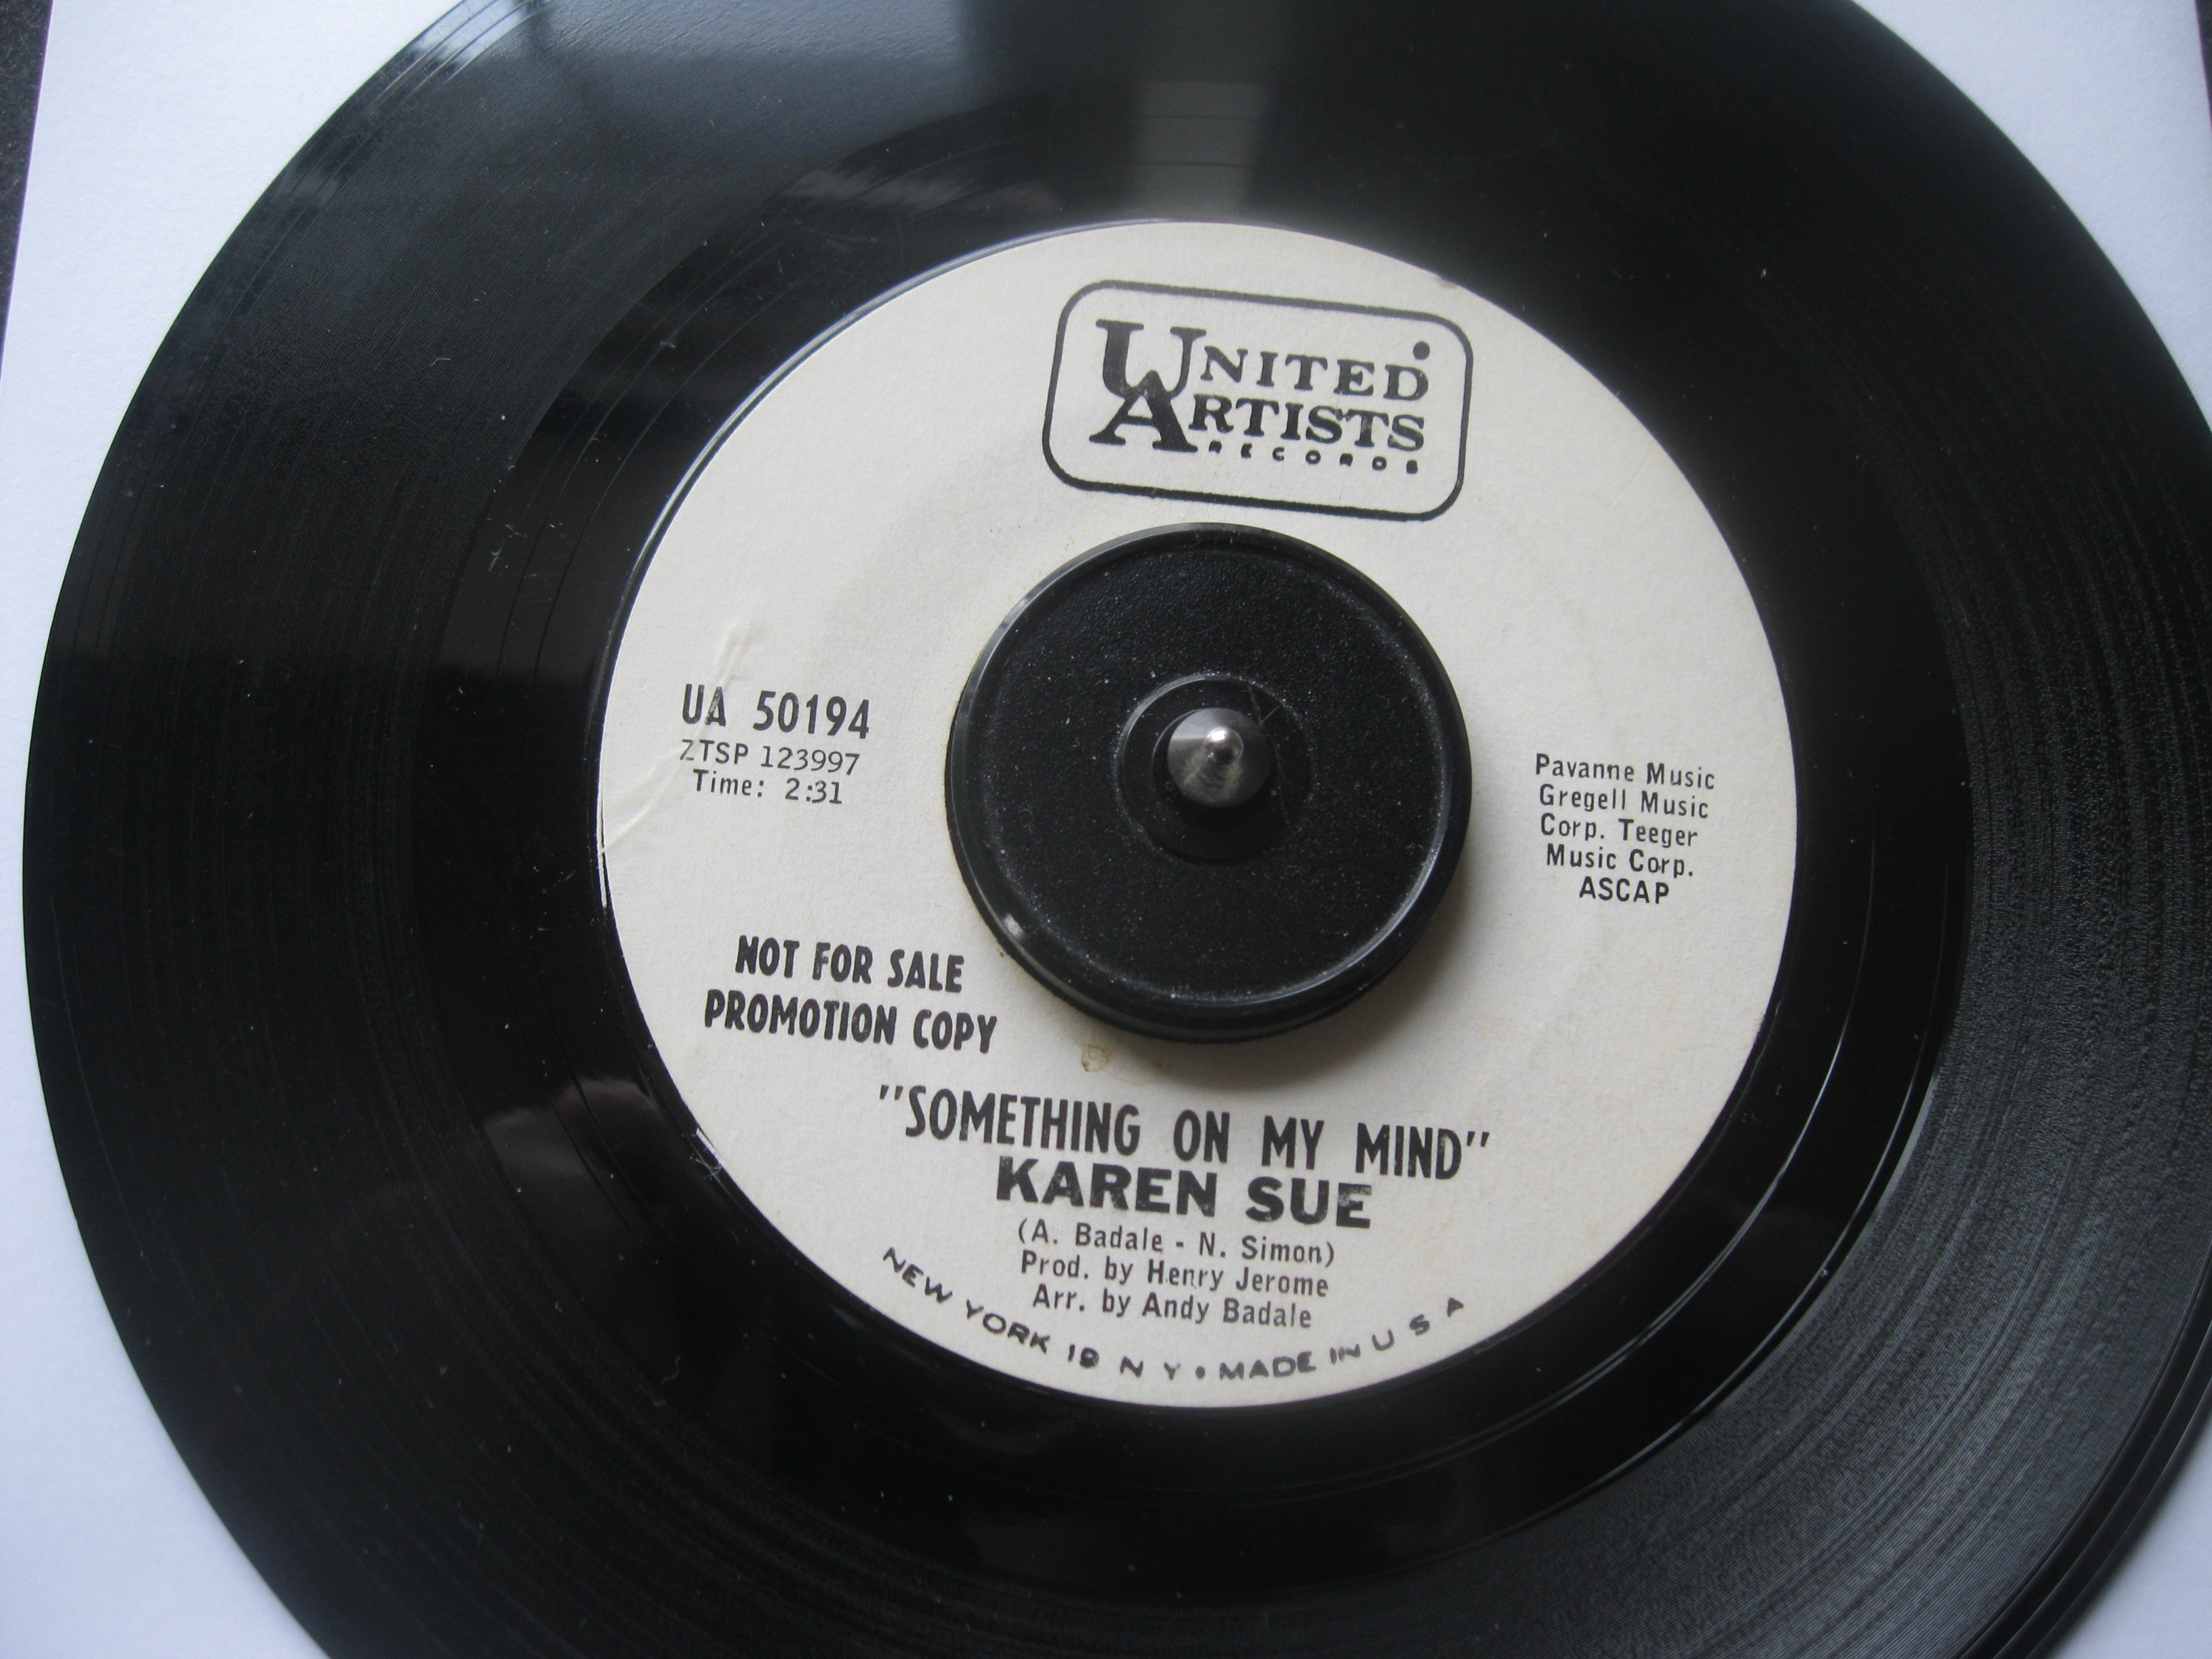 UNITED
ARTISTS
RECORDS
UA 50194
ZTSP 123997
Time: 2:31
Pavanne Music
Gregell Music
Corp. Teeger
Music Corp.
ASCAP
NOT FOR SALE
PROMOTION COPY
"SOMETHING ON MY MIND"
KAREN SUE
(A. Badale - N. Simon)
Prod. by Henry Jerome
Arr. by Andy Badale
NEW YORK 19 N Y • MADE IN U S A